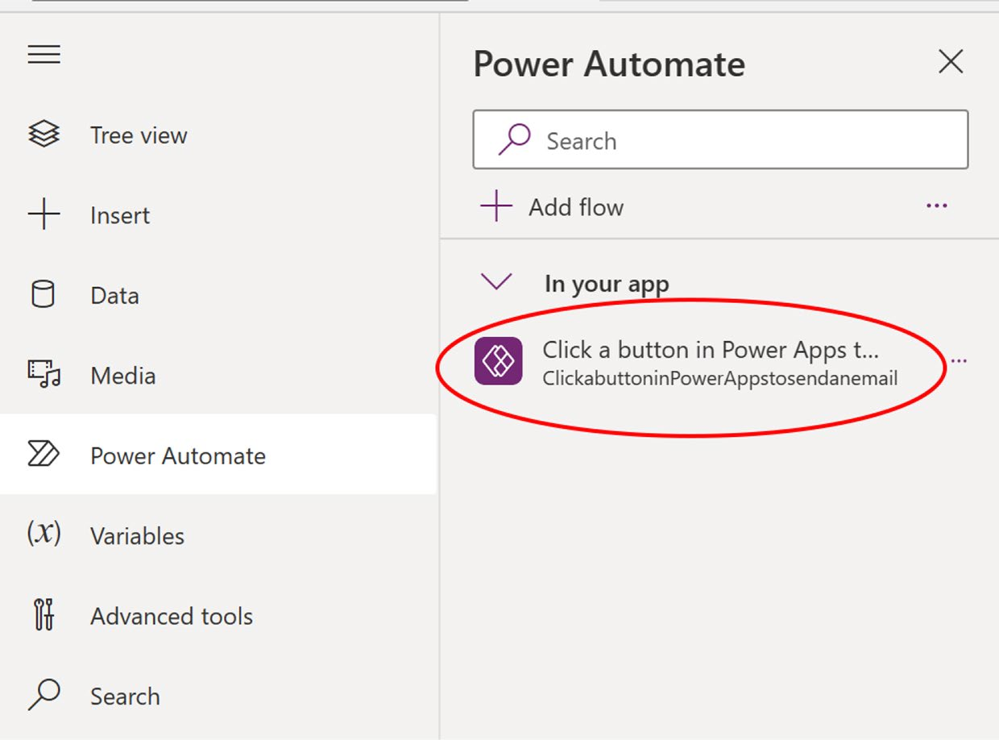 Tree view
Insert
Data
Media
Power Automate
(x) Variables
Advanced tools
Search
Power Automate
Search
Add flow
...
In your app
Click a button in Power Apps t...
ClickabuttoninPowerAppstosendanemail
...